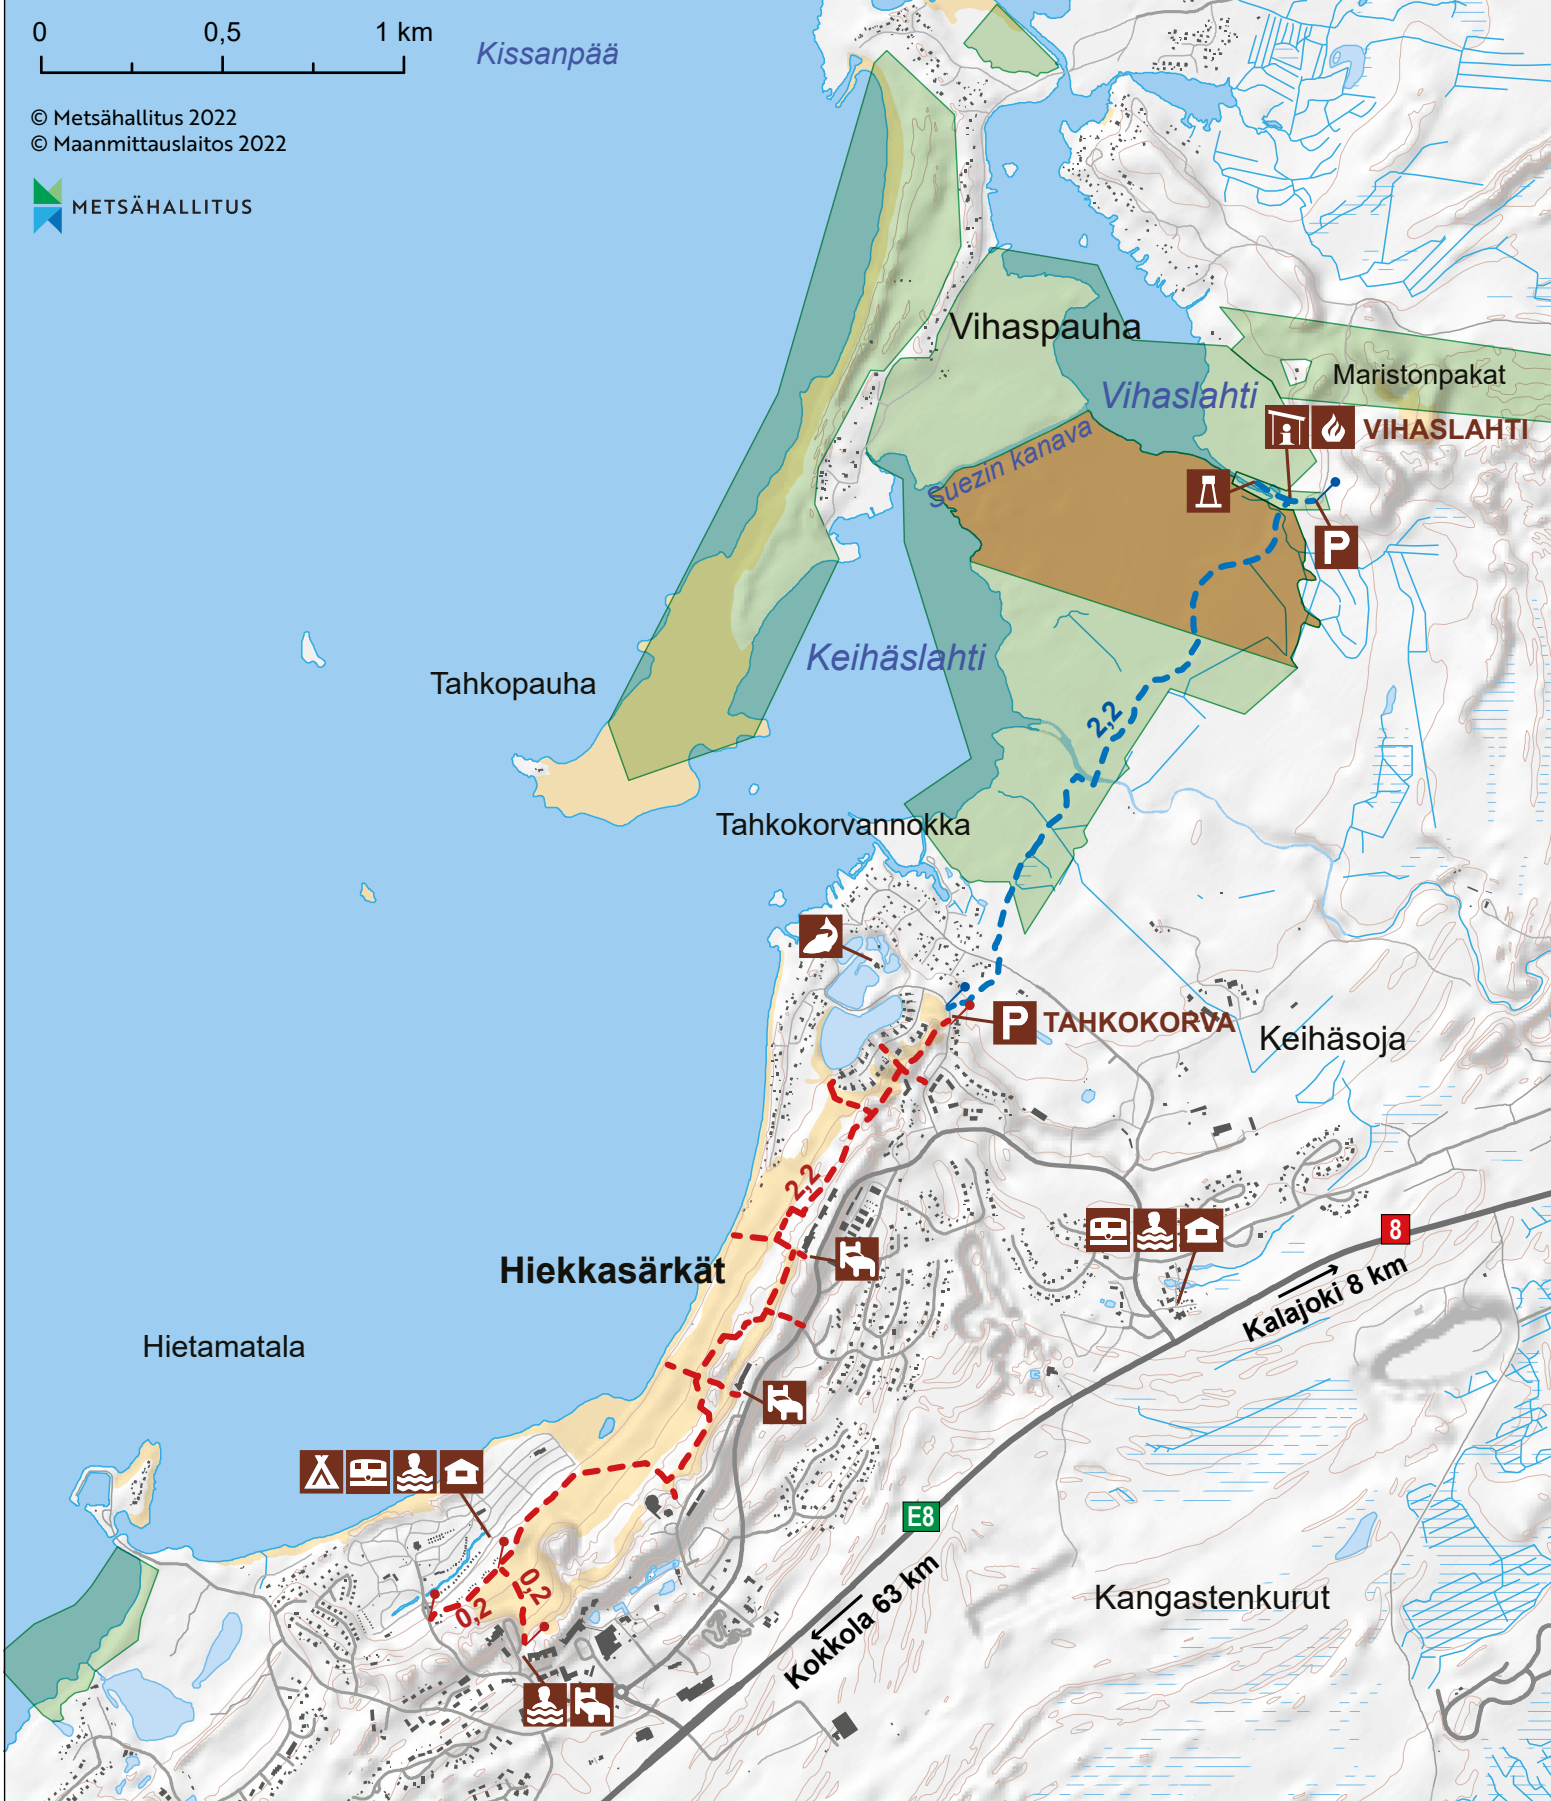 0 0,5 1 km
Kissanpää
© Metsähallitus 2022
© Maanmittauslaitos 2022
METSÄHALLITUS
Vihaspauha
Maristonpakat
Vihaslahti
VIHASLAHTI
Suezin kanava
P
Keihäslahti
Tahkopauha
2,2
Tahkokorvannokka
P TAHKOKORVA
Keihäsoja
2,2
8
Hiekkasärkät
Kalajoki 8 km
Hietamatala
E8
0,2
0,2
Kokkola 63 km
Kangastenkurut